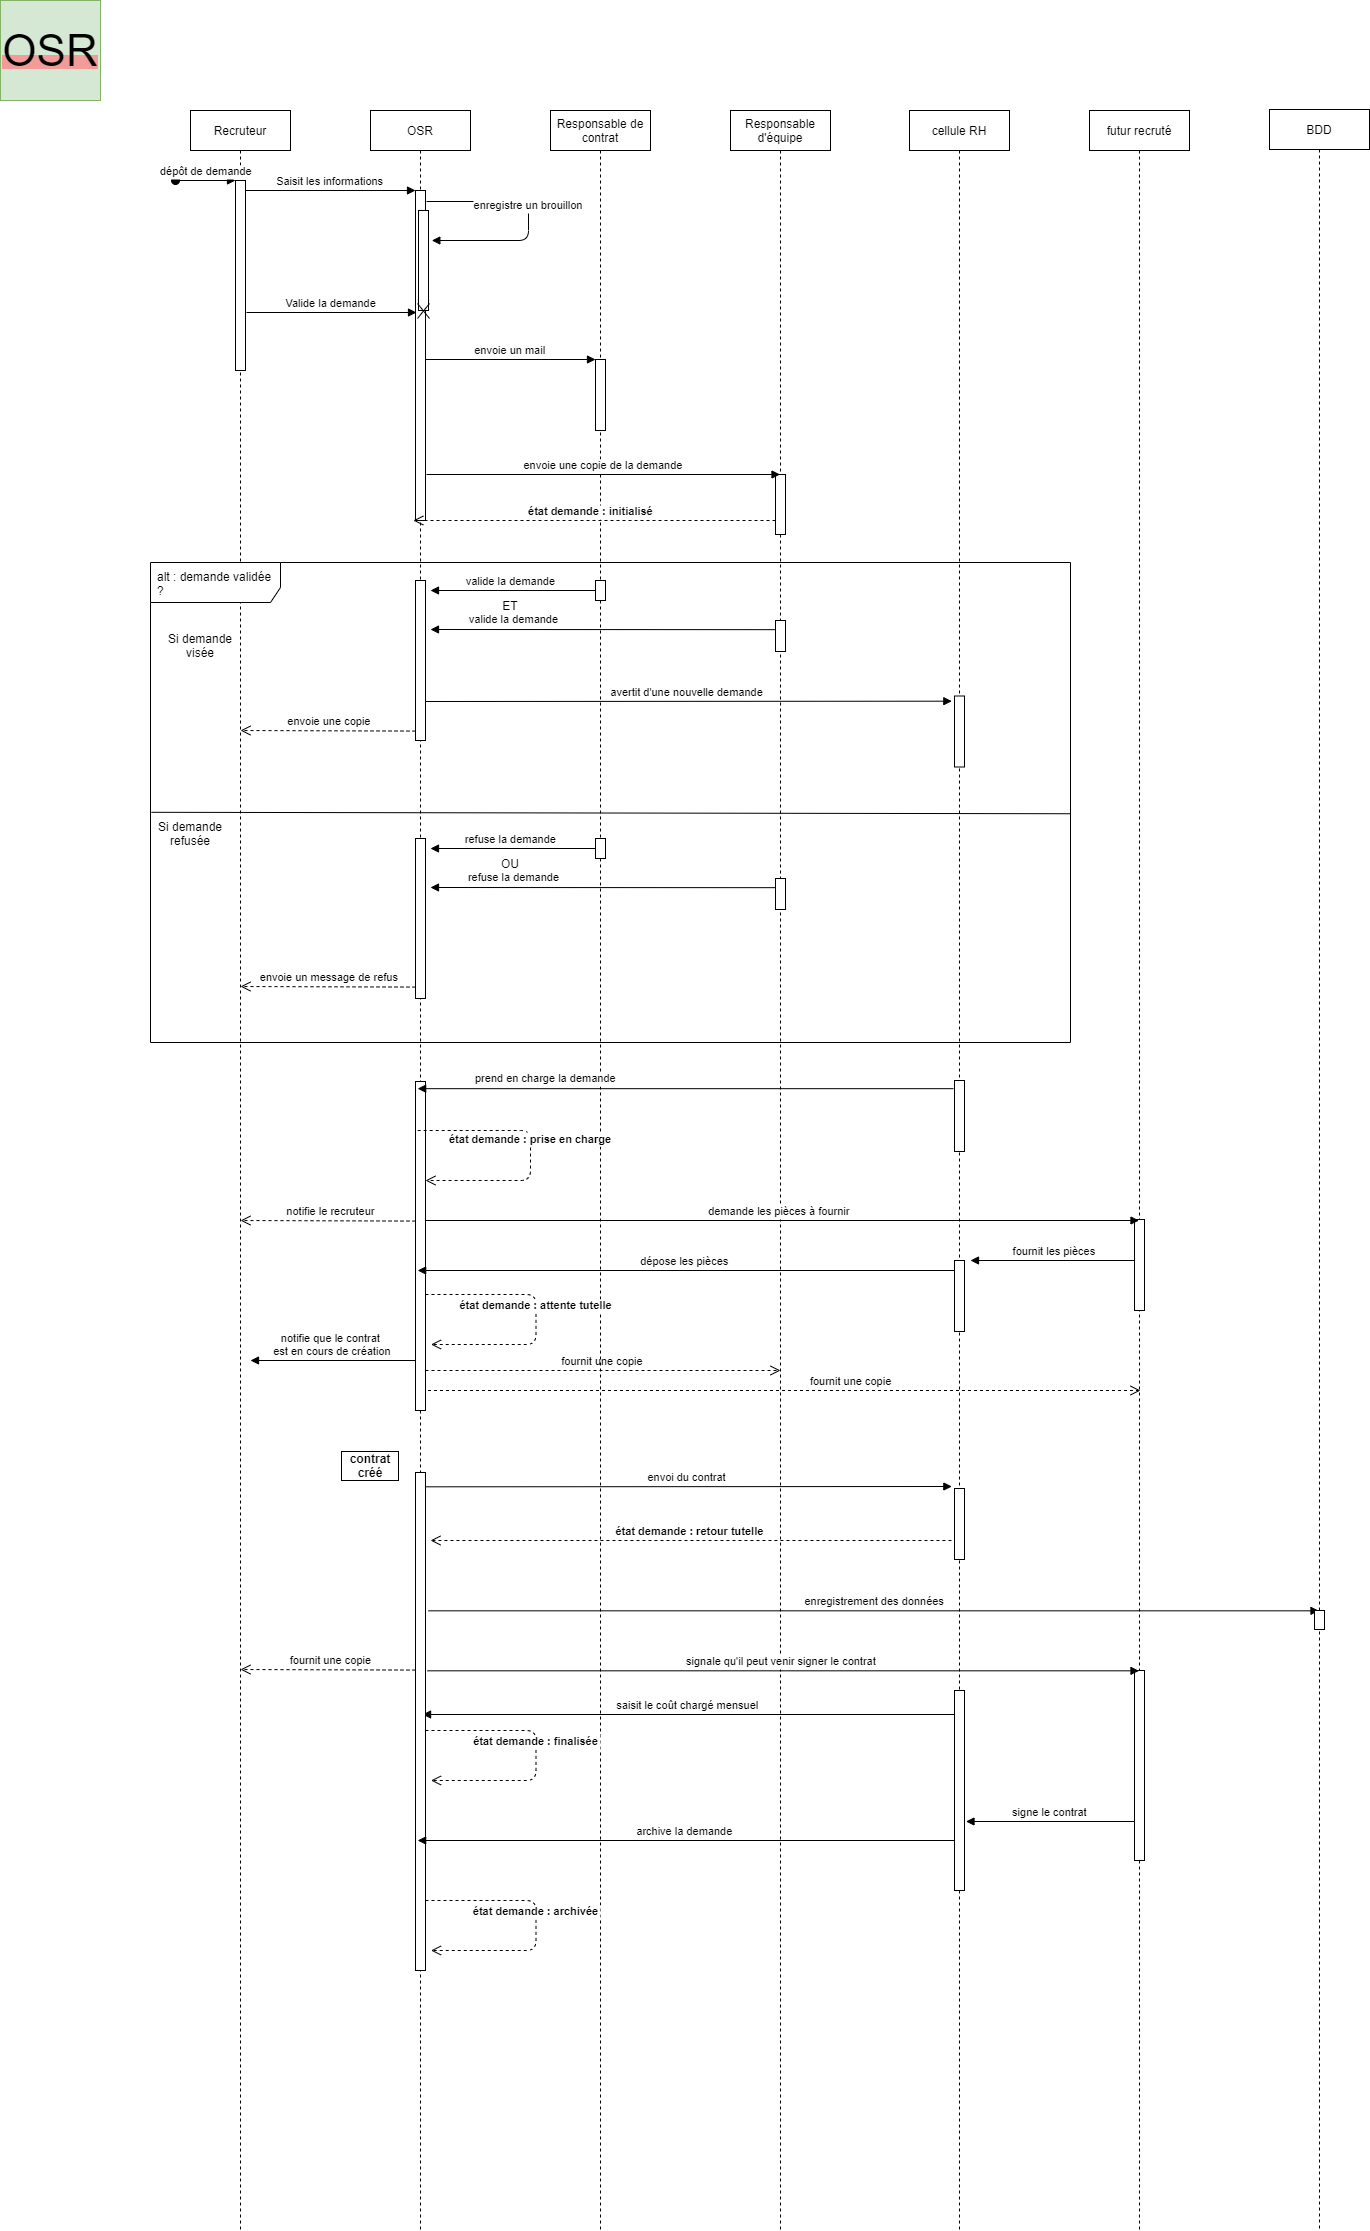 OSR
Recruteur
OSR
Responsable de
contrat
Responsable
d'équipe
cellule RH
futur recruté
BDD
dépôt de demande
Saisit les informations
enregistre un brouillon
Valide la demande
envoie un mail
envoie une copie de la demande
état demande : initialisé
alt : demande validée
?
valide la demande
ET
valide la demande
Si demande
visée
avertit d'une nouvelle demande
envoie une copie
Si demande
refusée
refuse la demande
OU
refuse la demande
envoie un message de refus
prend en charge la demande
état demande : prise en charge
notifie le recruteur
demande les pièces à fournir
fournit les pièces
dépose les pièces
état demande : attente tutelle
notifie que le contrat
est en cours de création
fournit une copie
fournit une copie
contrat
créé
envoi du contrat
état demande : retour tutelle
enregistrement des données
fournit une copie
signale qu'il peut venir signer le contrat
saisit le coût chargé mensuel
état demande : finalisée
signe le contrat
archive la demande
état demande : archivée